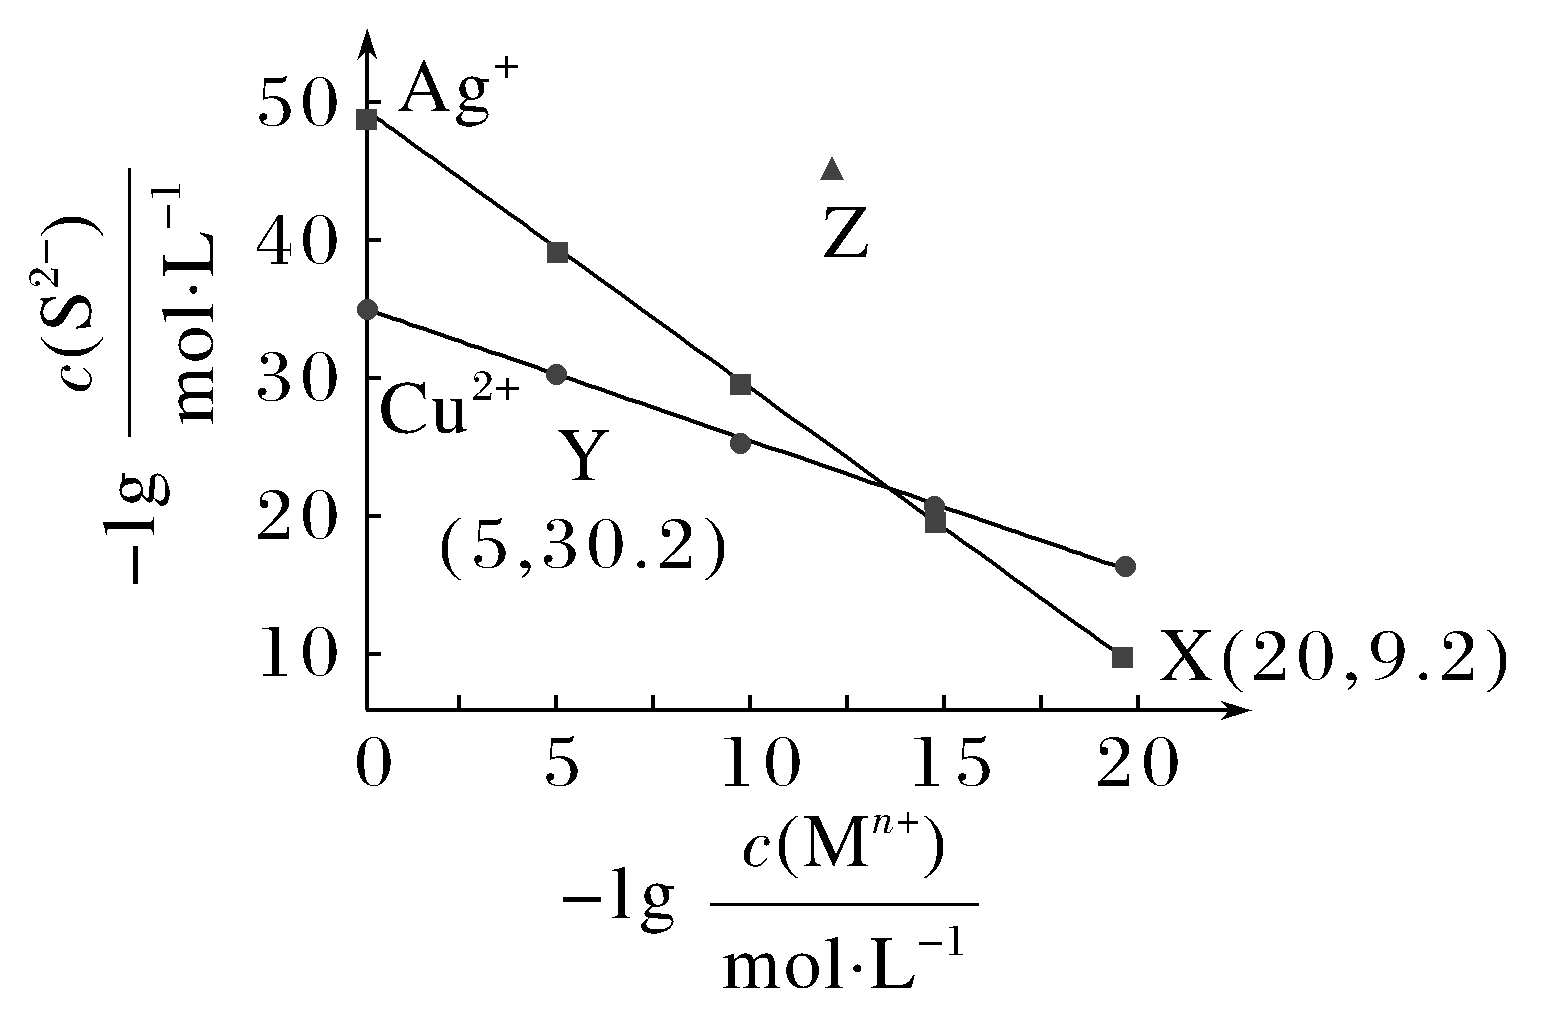 50
Ag⁺
40
30
Cu²⁺
20
10
Y
(5,30.2)
Z
X(20,9.2)
0 5 10 15 20
−lg c(S²⁻)
mol·L⁻¹
−lg c(Mⁿ⁺)
mol·L⁻¹